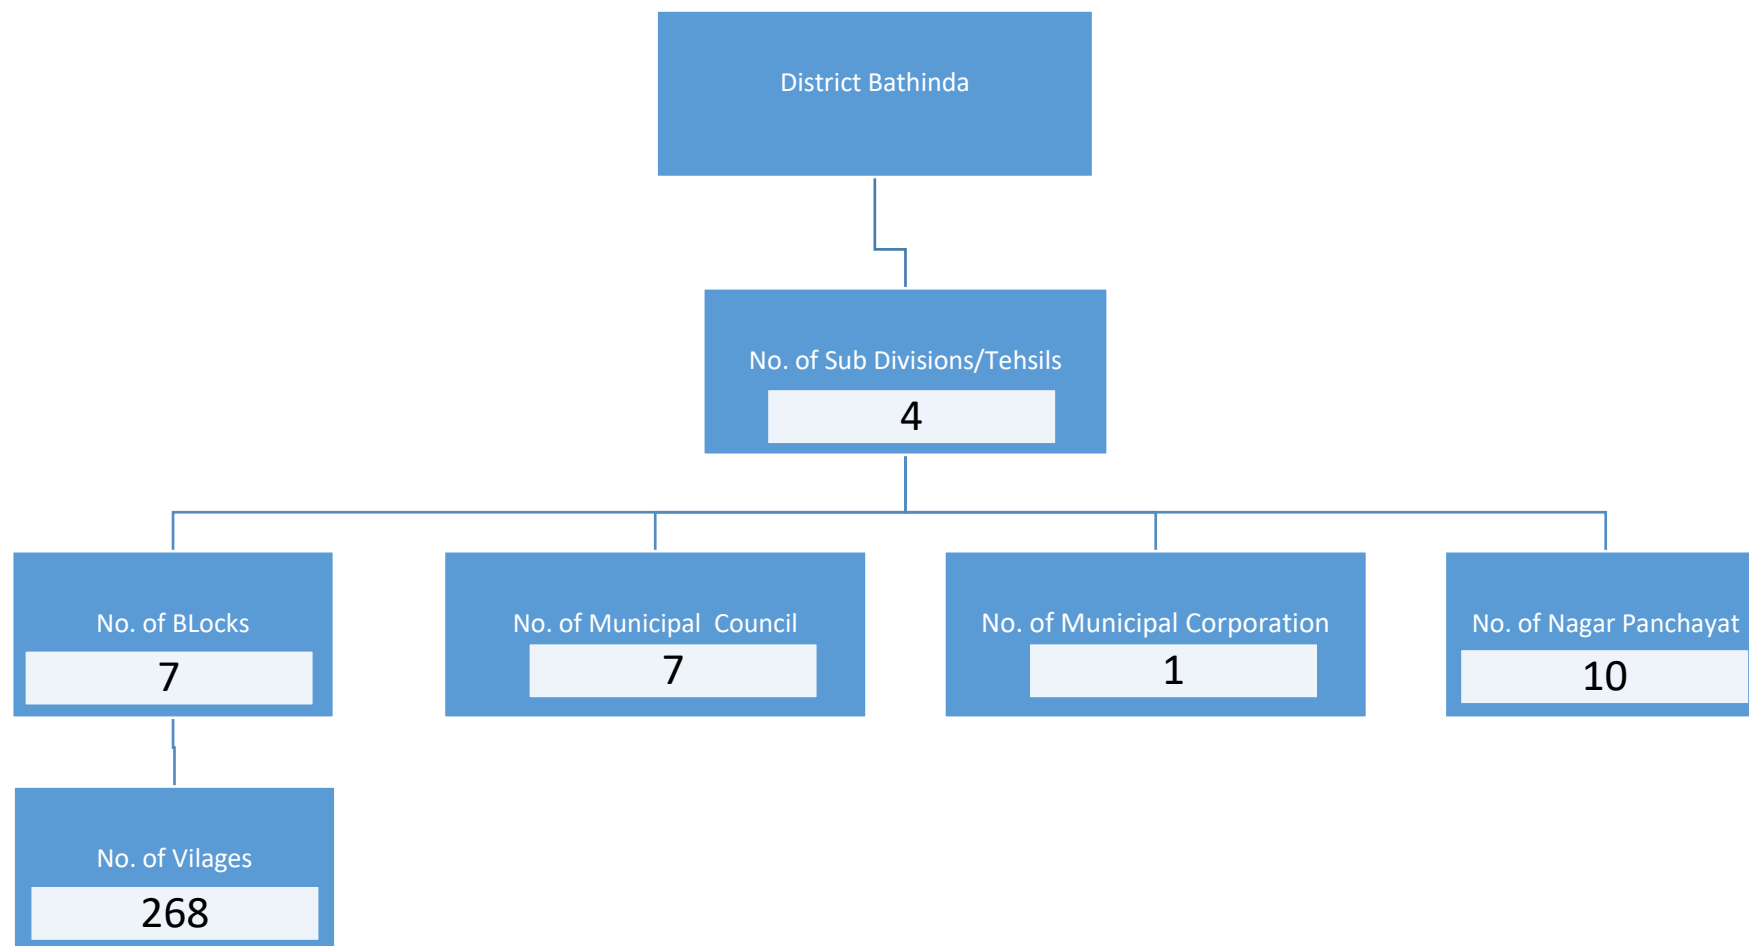 District Bathinda
No. of Sub Divisions/Tehsils
4
No. of BLocks
7
No. of Municipal  Council
7
No. of Municipal Corporation
1
No. of Nagar Panchayat
10
No. of Vilages
268